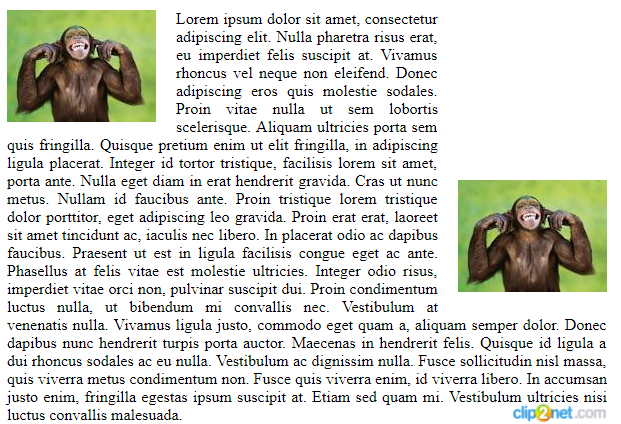 Lorem ipsum dolor sit amet, consectetur
adipiscing elit. Nulla pharetra risus erat,
eu imperdiet felis suscipit at. Vivamus
rhoncus vel neque non eleifend. Donec
adipiscing eros quis molestie sodales.
Proin vitae nulla ut sem lobortis
scelerisque. Aliquam ultricies porta sem
quis fringilla. Quisque pretium enim ut elit fringilla, in adipiscing
ligula placerat. Integer id tortor tristique, facilisis lorem sit amet,
porta ante. Nulla eget diam in erat hendrerit gravida. Cras ut nunc
metus. Nullam id faucibus ante. Proin tristique lorem tristique
dolor porttitor, eget adipiscing leo gravida. Proin erat erat, laoreet
sit amet tincidunt ac, iaculis nec libero. In placerat odio ac dapibus
faucibus. Praesent ut est in ligula facilisis congue eget ac ante.
Phasellus at felis vitae est molestie ultricies. Integer odio risus,
imperdiet vitae orci non, pulvinar suscipit dui. Proin condimentum
luctus nulla, ut bibendum mi convallis nec. Vestibulum at
venenatis nulla. Vivamus ligula justo, commodo eget quam a, aliquam semper dolor. Donec
dapibus nunc hendrerit turpis porta auctor. Maecenas in hendrerit felis. Quisque id ligula a
dui rhoncus sodales ac eu nulla. Vestibulum ac dignissim nulla. Fusce sollicitudin nisl massa,
quis viverra metus condimentum non. Fusce quis viverra enim, id viverra libero. In accumsan
justo enim, fringilla egestas ipsum suscipit at. Etiam sed quam mi. Vestibulum ultricies nisi
luctus convallis malesuada.
clip2net.com